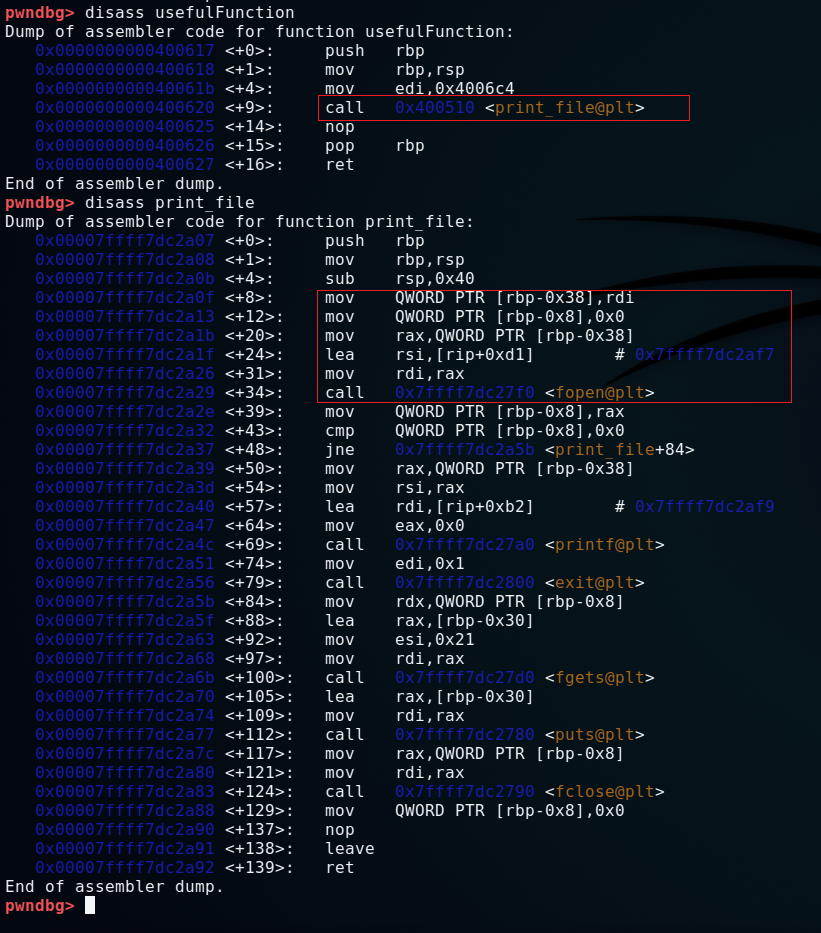 pwndbg> disass usefulFunction
Dump of assembler code for function usefulFunction:
   0x0000000000400617 <+0>:     push   rbp
   0x0000000000400618 <+1>:     mov    rbp,rsp
   0x000000000040061b <+4>:     mov    edi,0x4006c4
   0x0000000000400620 <+9>:     call   0x400510 <print_file@plt>
   0x0000000000400625 <+14>:    nop
   0x0000000000400626 <+15>:    pop    rbp
   0x0000000000400627 <+16>:    ret
End of assembler dump.
pwndbg> disass print_file
Dump of assembler code for function print_file:
   0x00007ffff7dc2a07 <+0>:     push   rbp
   0x00007ffff7dc2a08 <+1>:     mov    rbp,rsp
   0x00007ffff7dc2a0b <+4>:     sub    rsp,0x40
   0x00007ffff7dc2a0f <+8>:     mov    QWORD PTR [rbp-0x38],rdi
   0x00007ffff7dc2a13 <+12>:    mov    QWORD PTR [rbp-0x8],0x0
   0x00007ffff7dc2a1b <+20>:    mov    rax,QWORD PTR [rbp-0x38]
   0x00007ffff7dc2a1f <+24>:    lea    rsi,[rip+0xd1]        # 0x7ffff7dc2af7
   0x00007ffff7dc2a26 <+31>:    mov    rdi,rax
   0x00007ffff7dc2a29 <+34>:    call   0x7ffff7dc27f0 <fopen@plt>
   0x00007ffff7dc2a2e <+39>:    mov    QWORD PTR [rbp-0x8],rax
   0x00007ffff7dc2a32 <+43>:    cmp    QWORD PTR [rbp-0x8],0x0
   0x00007ffff7dc2a37 <+48>:    jne    0x7ffff7dc2a5b <print_file+84>
   0x00007ffff7dc2a39 <+50>:    mov    rax,QWORD PTR [rbp-0x38]
   0x00007ffff7dc2a3d <+54>:    mov    rsi,rax
   0x00007ffff7dc2a40 <+57>:    lea    rdi,[rip+0xb2]        # 0x7ffff7dc2af9
   0x00007ffff7dc2a47 <+64>:    mov    eax,0x0
   0x00007ffff7dc2a4c <+69>:    call   0x7ffff7dc27a0 <printf@plt>
   0x00007ffff7dc2a51 <+74>:    mov    edi,0x1
   0x00007ffff7dc2a56 <+79>:    call   0x7ffff7dc2800 <exit@plt>
   0x00007ffff7dc2a5b <+84>:    mov    rdx,QWORD PTR [rbp-0x8]
   0x00007ffff7dc2a5f <+88>:    lea    rax,[rbp-0x30]
   0x00007ffff7dc2a63 <+92>:    mov    esi,0x21
   0x00007ffff7dc2a68 <+97>:    mov    rdi,rax
   0x00007ffff7dc2a6b <+100>:   call   0x7ffff7dc27d0 <fgets@plt>
   0x00007ffff7dc2a70 <+105>:   lea    rax,[rbp-0x30]
   0x00007ffff7dc2a74 <+109>:   mov    rdi,rax
   0x00007ffff7dc2a77 <+112>:   call   0x7ffff7dc2780 <puts@plt>
   0x00007ffff7dc2a7c <+117>:   mov    rax,QWORD PTR [rbp-0x8]
   0x00007ffff7dc2a80 <+121>:   mov    rdi,rax
   0x00007ffff7dc2a83 <+124>:   call   0x7ffff7dc2790 <fclose@plt>
   0x00007ffff7dc2a88 <+129>:   mov    QWORD PTR [rbp-0x8],0x0
   0x00007ffff7dc2a90 <+137>:   nop
   0x00007ffff7dc2a91 <+138>:   leave
   0x00007ffff7dc2a92 <+139>:   ret
End of assembler dump.
pwndbg>